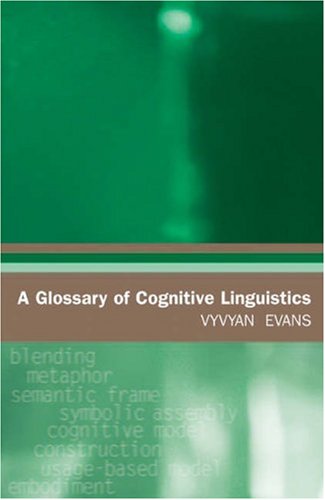 A Glossary of Cognitive Linguistics
VYVYAN EVANS
blending
metaphor
semantic frame
symbolic assembly
cognitive model
construction
usage-based model
embodiment